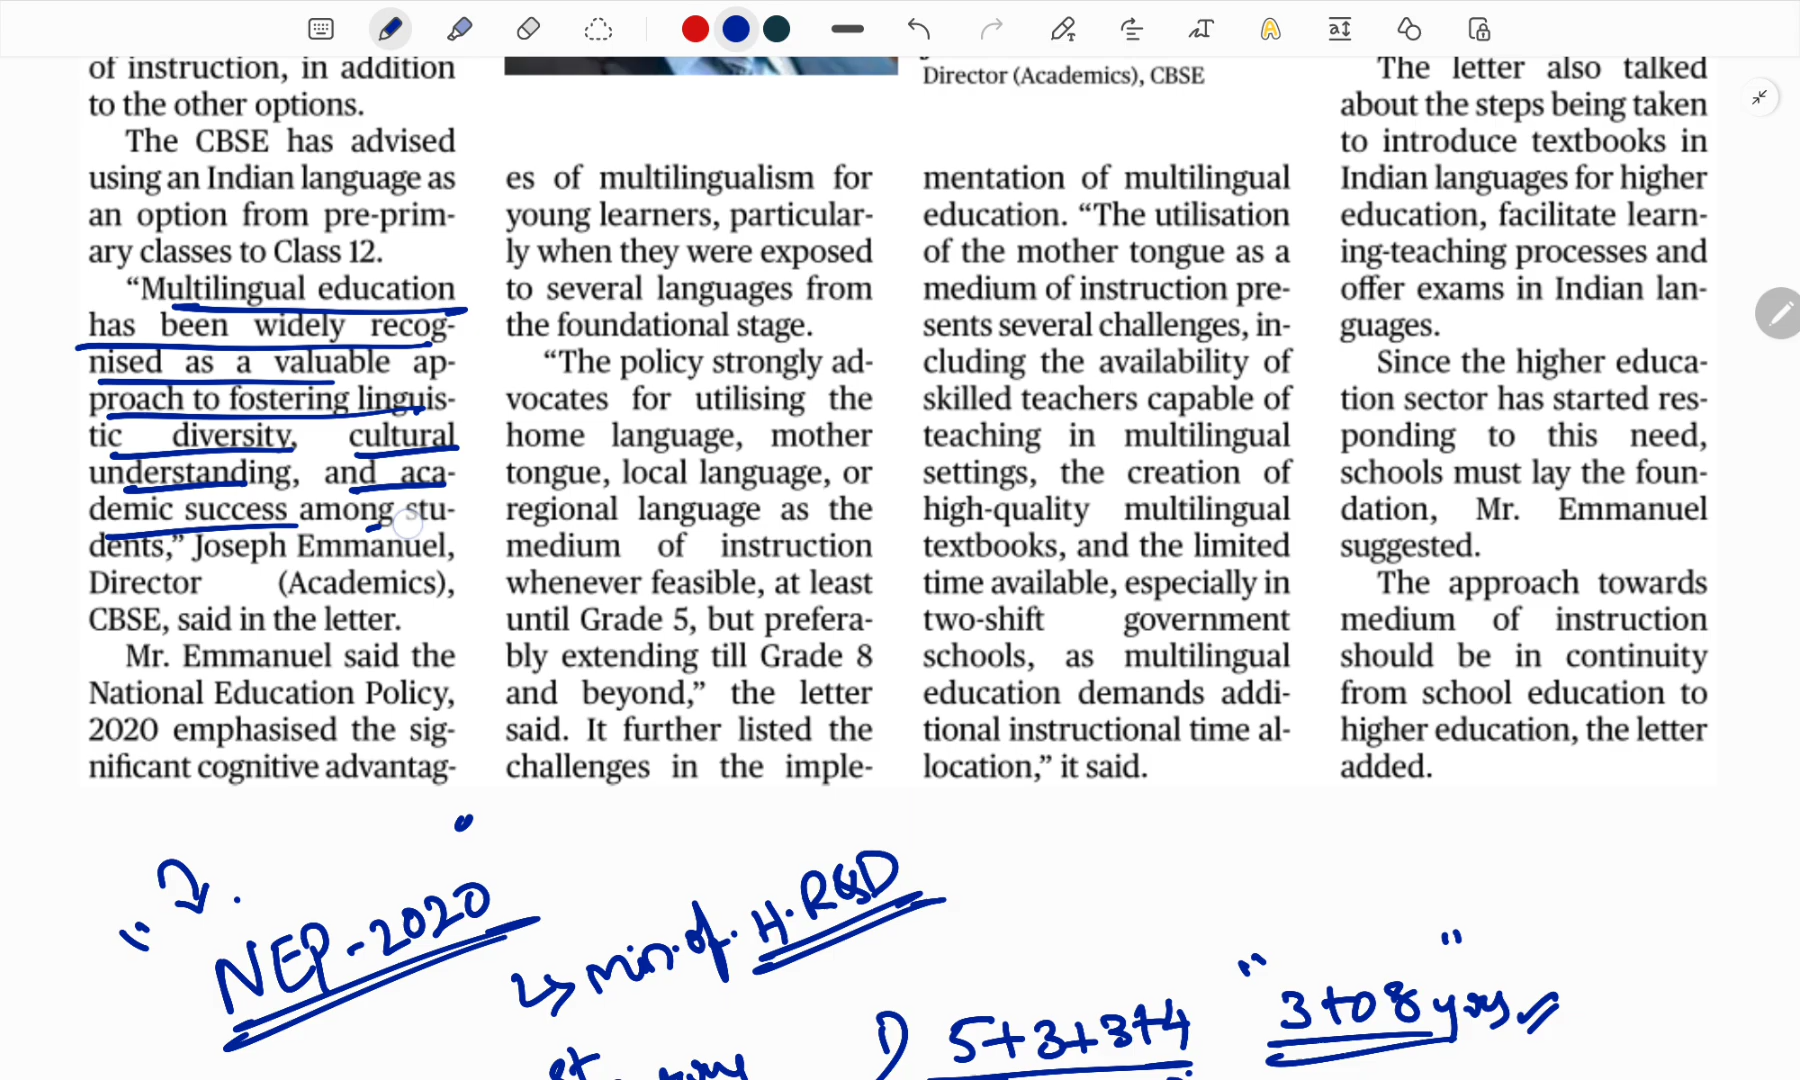 of instruction, in addition
to the other options.
The CBSE has advised
using an Indian language as
an option from pre-prim-
ary classes to Class 12.
“Multilingual education
has been widely recog-
nised as a valuable ap-
proach to fostering linguis-
tic diversity, cultural
understanding, and aca-
demic success among stu-
dents,” Joseph Emmanuel,
Director (Academics),
CBSE, said in the letter.
Mr. Emmanuel said the
National Education Policy,
2020 emphasised the sig-
nificant cognitive advantag-
es of multilingualism for
young learners, particular-
ly when they were exposed
to several languages from
the foundational stage.
“The policy strongly ad-
vocates for utilising the
home language, mother
tongue, local language, or
regional language as the
medium of instruction
whenever feasible, at least
until Grade 5, but prefera-
bly extending till Grade 8
and beyond,” the letter
said. It further listed the
challenges in the imple-
Director (Academics), CBSE
mentation of multilingual
education. “The utilisation
of the mother tongue as a
medium of instruction pre-
sents several challenges, in-
cluding the availability of
skilled teachers capable of
teaching in multilingual
settings, the creation of
high-quality multilingual
textbooks, and the limited
time available, especially in
two-shift government
schools, as multilingual
education demands addi-
tional instructional time al-
location,” it said.
The letter also talked
about the steps being taken
to introduce textbooks in
Indian languages for higher
education, facilitate learn-
ing-teaching processes and
offer exams in Indian lan-
guages.
Since the higher educa-
tion sector has started res-
ponding to this need,
schools must lay the foun-
dation, Mr. Emmanuel
suggested.
The approach towards
medium of instruction
should be in continuity
from school education to
higher education, the letter
added.
NEP-2020
min. of. H.R&D
1) 5+3+3+4
" 3 to 8 yrs "